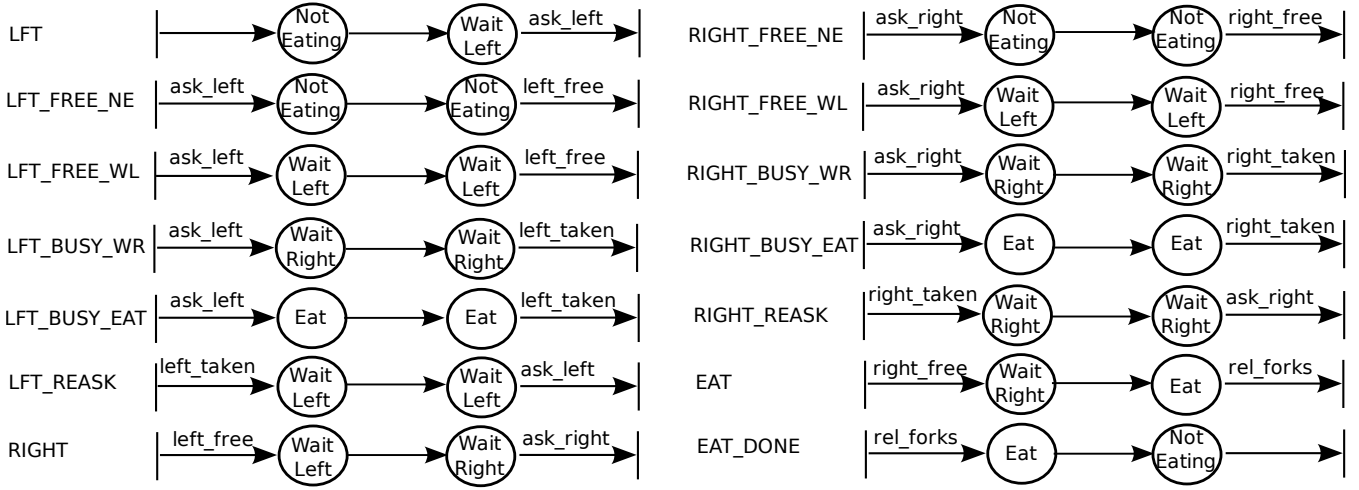 LFT
Not
Eating
Wait
Left
ask_left
LFT_FREE_NE
ask_left
Not
Eating
Not
Eating
left_free
LFT_FREE_WL
ask_left
Wait
Left
Wait
Left
left_free
LFT_BUSY_WR
ask_left
Wait
Right
Wait
Right
left_taken
LFT_BUSY_EAT
ask_left
Eat
Eat
left_taken
LFT_REASK
left_taken
Wait
Left
Wait
Left
ask_left
RIGHT
left_free
Wait
Left
Wait
Right
ask_right
RIGHT_FREE_NE
ask_right
Not
Eating
Not
Eating
right_free
RIGHT_FREE_WL
ask_right
Wait
Left
Wait
Left
right_free
RIGHT_BUSY_WR
ask_right
Wait
Right
Wait
Right
right_taken
RIGHT_BUSY_EAT
ask_right
Eat
Eat
right_taken
RIGHT_REASK
right_taken
Wait
Right
Wait
Right
ask_right
EAT
right_free
Wait
Right
Eat
rel_forks
EAT_DONE
rel_forks
Eat
Not
Eating